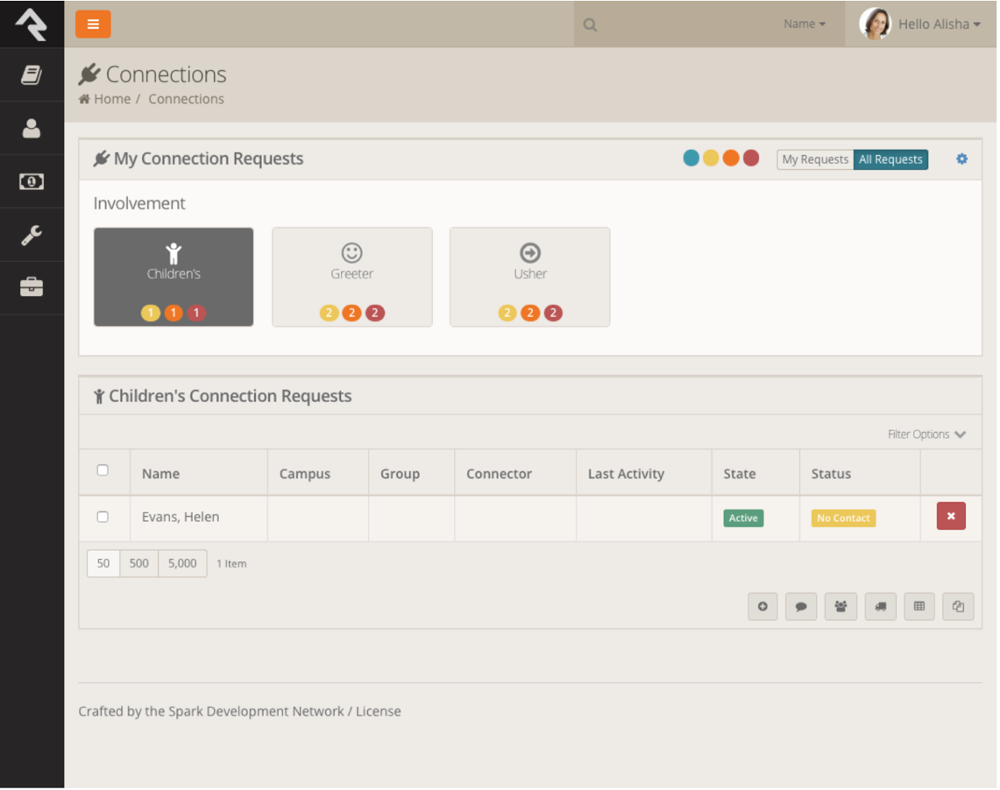 Name
Hello Alisha
Connections
Home / Connections
My Connection Requests
My Requests All Requests
Involvement
Children's
1 1 1
Greeter
2 2 2
Usher
2 2 2
Children's Connection Requests
Filter Options
Name Campus Group Connector Last Activity State Status
Evans, Helen Active No Contact
50 500 5,000 1 Item
Crafted by the Spark Development Network / License